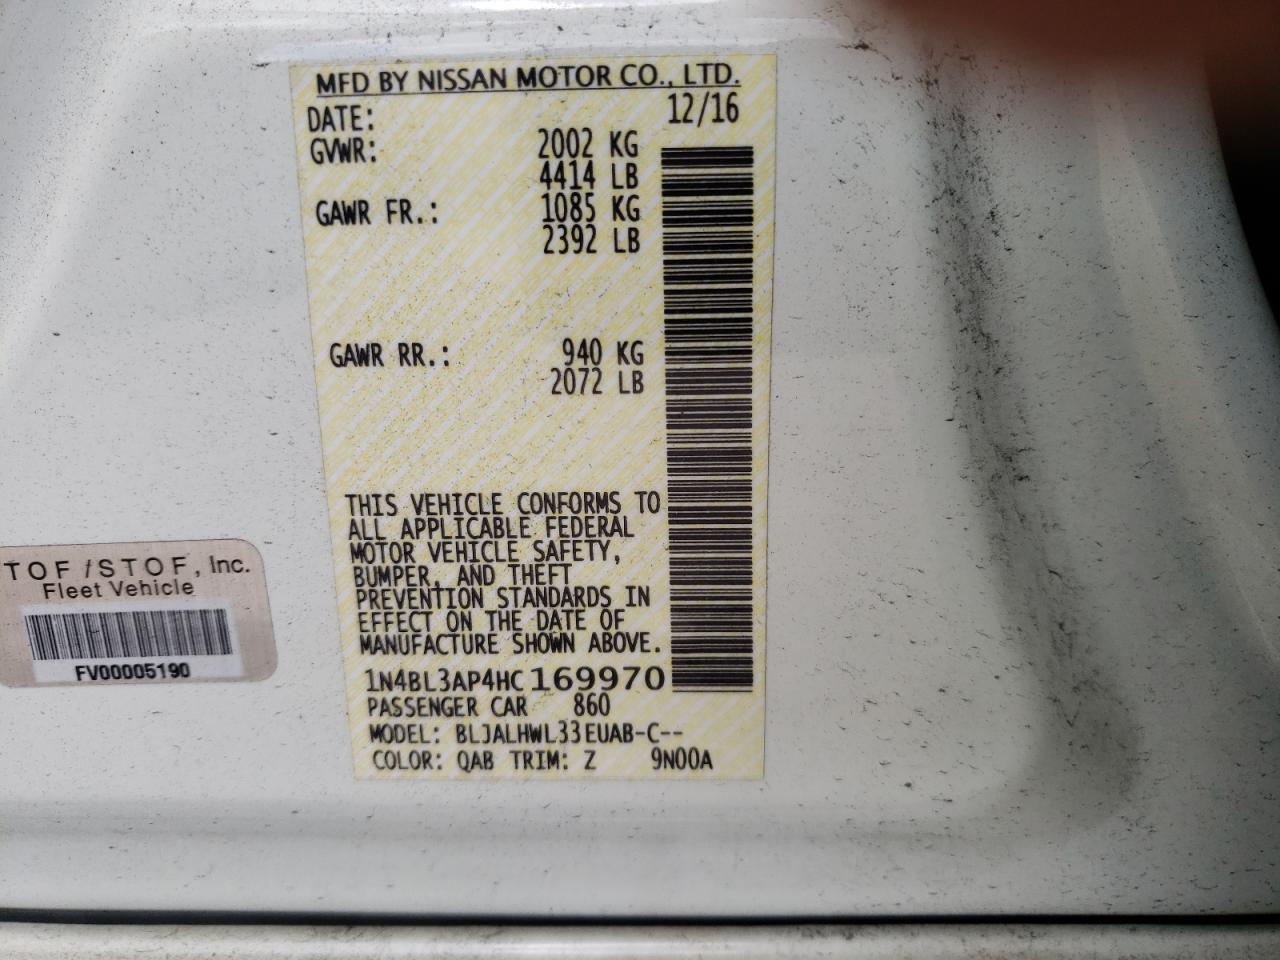 MFD BY NISSAN MOTOR CO., LTD.
DATE: 12/16
GVWR: 2002 KG
4414 LB
GAWR FR.: 1085 KG
2392 LB
GAWR RR.: 940 KG
2072 LB
THIS VEHICLE CONFORMS TO
ALL APPLICABLE FEDERAL
MOTOR VEHICLE SAFETY,
BUMPER, AND THEFT
PREVENTION STANDARDS IN
EFFECT ON THE DATE OF
MANUFACTURE SHOWN ABOVE.
1N4BL3AP4HC169970
PASSENGER CAR 860
MODEL: BLJALHWL33EUAB-C--
COLOR: QAB TRIM: Z 9N00A
TOF/STOF, Inc.
Fleet Vehicle
FV00005190